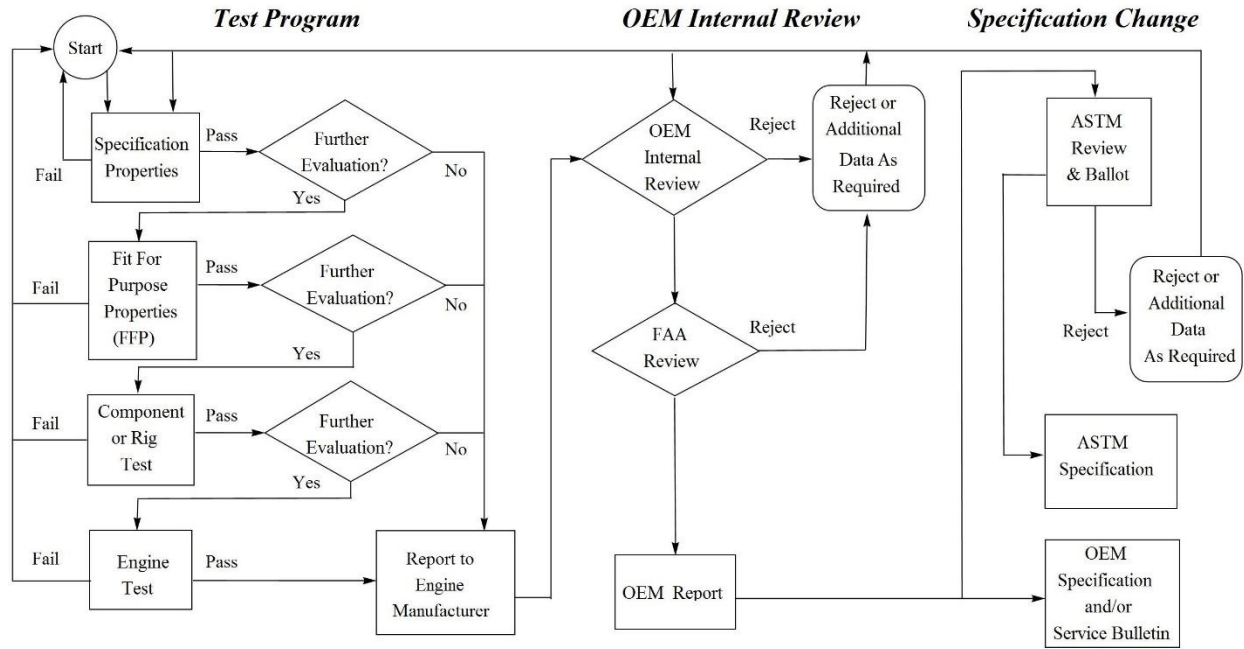 Test Program
OEM Internal Review
Specification Change
Start
Specification
Properties
Pass
Fail
Further
Evaluation?
No
Yes
Fit For
Purpose
Properties
(FFP)
Pass
Fail
Further
Evaluation?
No
Yes
Component
or Rig
Test
Pass
Fail
Further
Evaluation?
No
Yes
Engine
Test
Fail
Pass
Report to
Engine
Manufacturer
OEM
Internal
Review
Reject
Reject or
Additional
Data As
Required
FAA
Review
Reject
OEM Report
ASTM
Review
& Ballot
Reject
Reject or
Additional
Data
As Required
ASTM
Specification
OEM
Specification
and/or
Service Bulletin